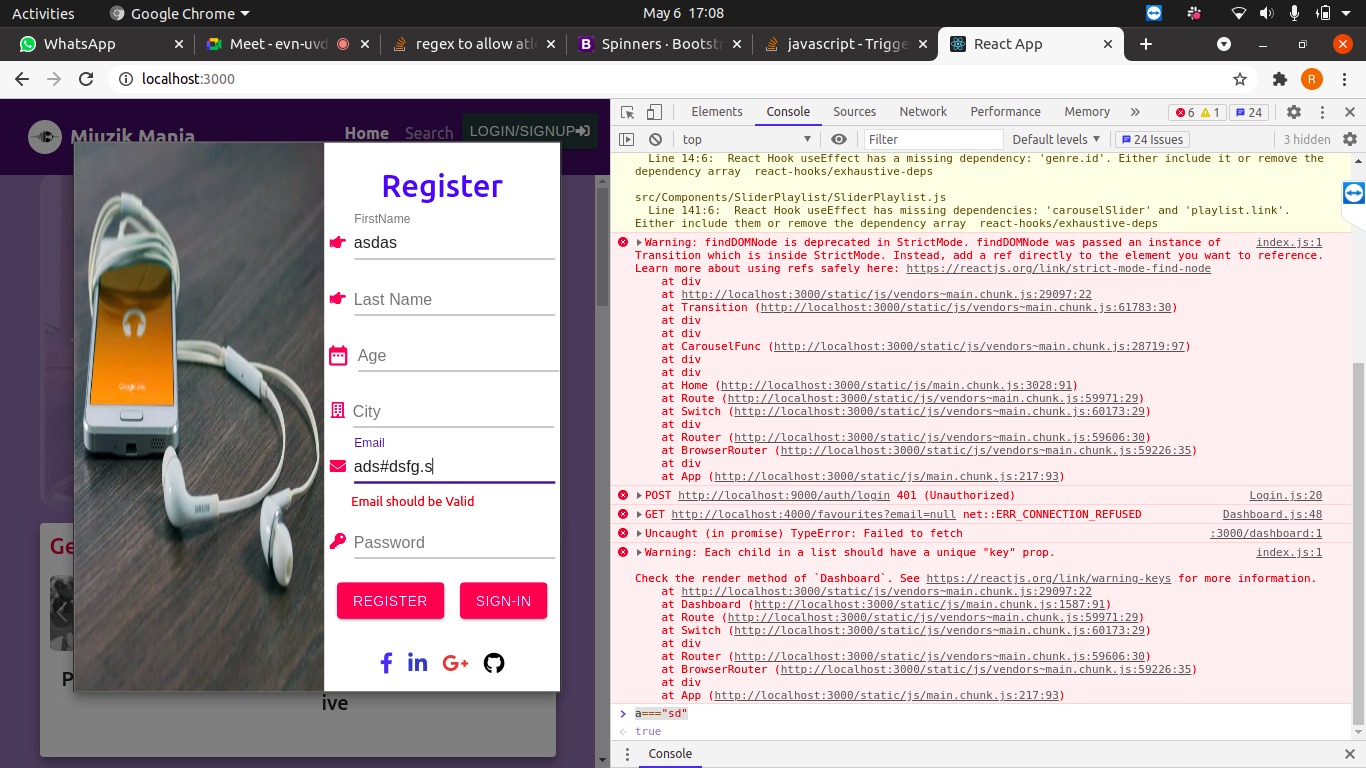 Activities
Google Chrome
May 6 17:08
WhatsApp
Meet - evn-uvd
regex to allow atle
Spinners · Bootstr
javascript - Trigge
React App
localhost:3000
R
Miuzik Mania
Home
Search
LOGIN/SIGNUP
Register
FirstName
asdas
Last Name
Age
City
Email
ads#dsfg.s
Email should be Valid
Password
REGISTER
SIGN-IN
Ge
P
ive
Elements
Console
Sources
Network
Performance
Memory
6
1
24
top
Filter
Default levels
24 Issues
3 hidden
Line 14:6: React Hook useEffect has a missing dependency: 'genre.id'. Either include it or remove the
dependency array react-hooks/exhaustive-deps
src/Components/SliderPlaylist/SliderPlaylist.js
Line 141:6: React Hook useEffect has missing dependencies: 'carouselSlider' and 'playlist.link'.
Either include them or remove the dependency array react-hooks/exhaustive-deps
Warning: findDOMNode is deprecated in StrictMode. findDOMNode was passed an instance of index.js:1
Transition which is inside StrictMode. Instead, add a ref directly to the element you want to reference.
Learn more about using refs safely here: https://reactjs.org/link/strict-mode-find-node
at div
at http://localhost:3000/static/js/vendors~main.chunk.js:29097:22
at Transition (http://localhost:3000/static/js/vendors~main.chunk.js:61783:30)
at div
at div
at CarouselFunc (http://localhost:3000/static/js/vendors~main.chunk.js:28719:97)
at div
at div
at Home (http://localhost:3000/static/js/main.chunk.js:3028:91)
at Route (http://localhost:3000/static/js/vendors~main.chunk.js:59971:29)
at Switch (http://localhost:3000/static/js/vendors~main.chunk.js:60173:29)
at div
at Router (http://localhost:3000/static/js/vendors~main.chunk.js:59606:30)
at BrowserRouter (http://localhost:3000/static/js/vendors~main.chunk.js:59226:35)
at div
at App (http://localhost:3000/static/js/main.chunk.js:217:93)
POST http://localhost:9000/auth/login 401 (Unauthorized) Login.js:20
GET http://localhost:4000/favourites?email=null net::ERR_CONNECTION_REFUSED Dashboard.js:48
Uncaught (in promise) TypeError: Failed to fetch :3000/dashboard:1
Warning: Each child in a list should have a unique "key" prop. index.js:1
Check the render method of `Dashboard`. See https://reactjs.org/link/warning-keys for more information.
at http://localhost:3000/static/js/vendors~main.chunk.js:29097:22
at Dashboard (http://localhost:3000/static/js/main.chunk.js:1587:91)
at Route (http://localhost:3000/static/js/vendors~main.chunk.js:59971:29)
at Switch (http://localhost:3000/static/js/vendors~main.chunk.js:60173:29)
at div
at Router (http://localhost:3000/static/js/vendors~main.chunk.js:59606:30)
at BrowserRouter (http://localhost:3000/static/js/vendors~main.chunk.js:59226:35)
at div
at App (http://localhost:3000/static/js/main.chunk.js:217:93)
a==="sd"
true
Console